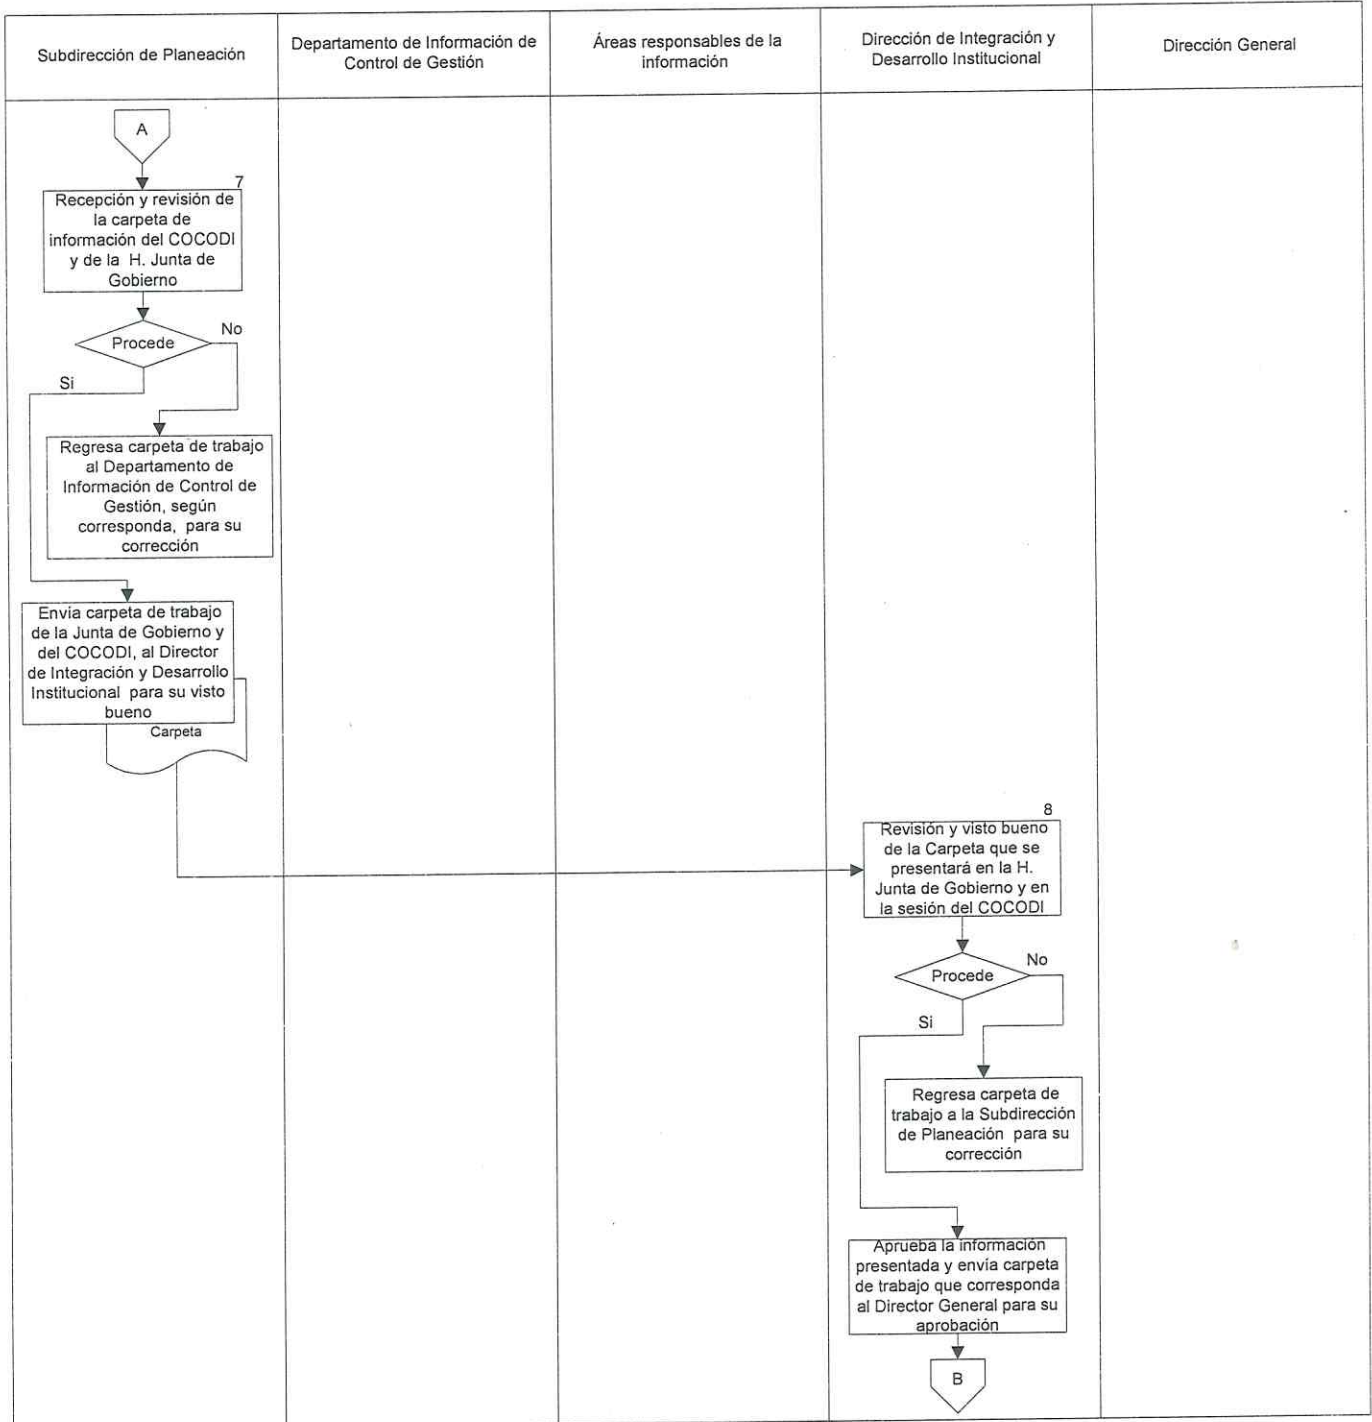 Subdirección de Planeación
Departamento de Información de
Control de Gestión
Áreas responsables de la
información
Dirección de Integración y
Desarrollo Institucional
Dirección General
A
7
Recepción y revisión de
la carpeta de
información del COCODI
y de la H. Junta de
Gobierno
Procede
No
Si
Regresa carpeta de trabajo
al Departamento de
Información de Control de
Gestión, según
corresponda, para su
corrección
Envia carpeta de trabajo
de la Junta de Gobierno y
del COCODI, al Director
de Integración y Desarrollo
Institucional para su visto
bueno
Carpeta
8
Revisión y visto bueno
de la Carpeta que se
presentará en la H.
Junta de Gobierno y en
la sesión del COCODI
Procede
No
Si
Regresa carpeta de
trabajo a la Subdirección
de Planeación para su
corrección
Aprueba la información
presentada y envía carpeta
de trabajo que corresponda
al Director General para su
aprobación
B